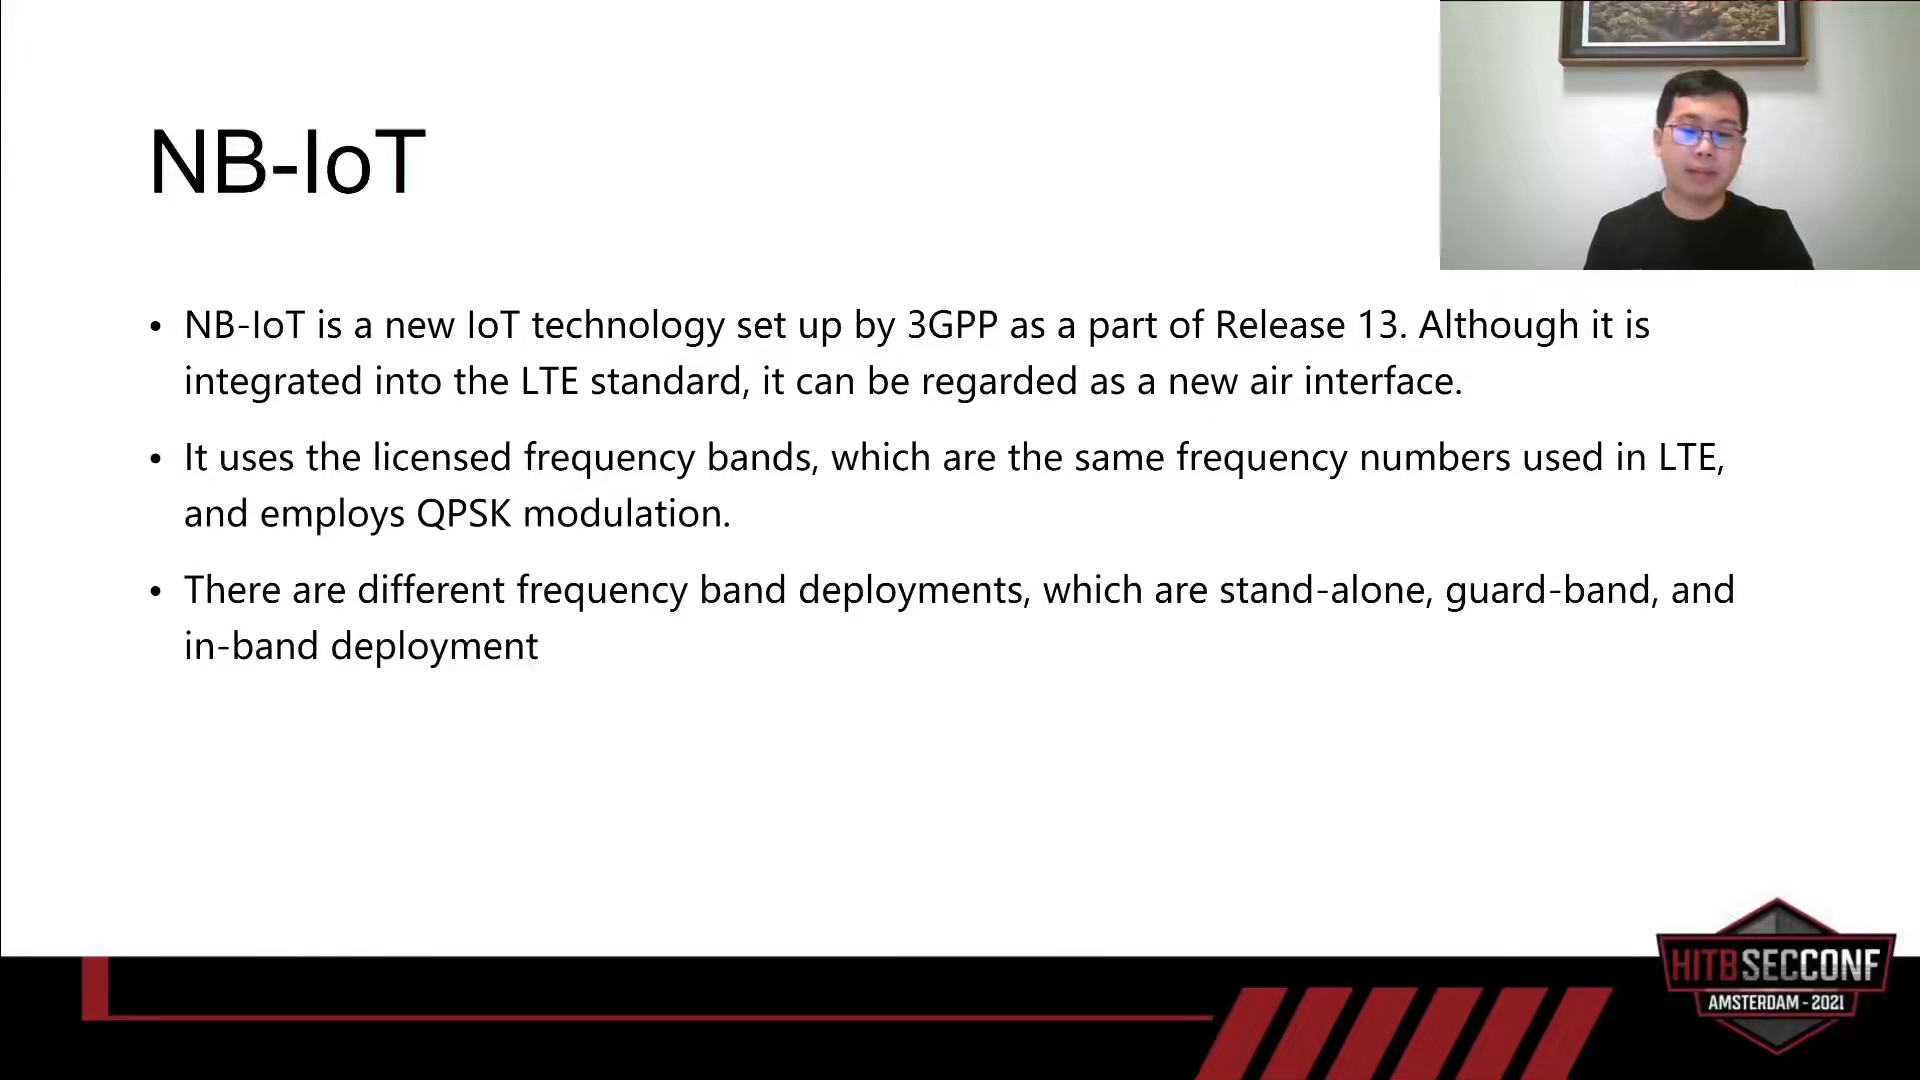 NB-IoT
• NB-IoT is a new IoT technology set up by 3GPP as a part of Release 13. Although it is
integrated into the LTE standard, it can be regarded as a new air interface.
• It uses the licensed frequency bands, which are the same frequency numbers used in LTE,
and employs QPSK modulation.
• There are different frequency band deployments, which are stand-alone, guard-band, and
in-band deployment
HITBSECCONF
AMSTERDAM - 2021